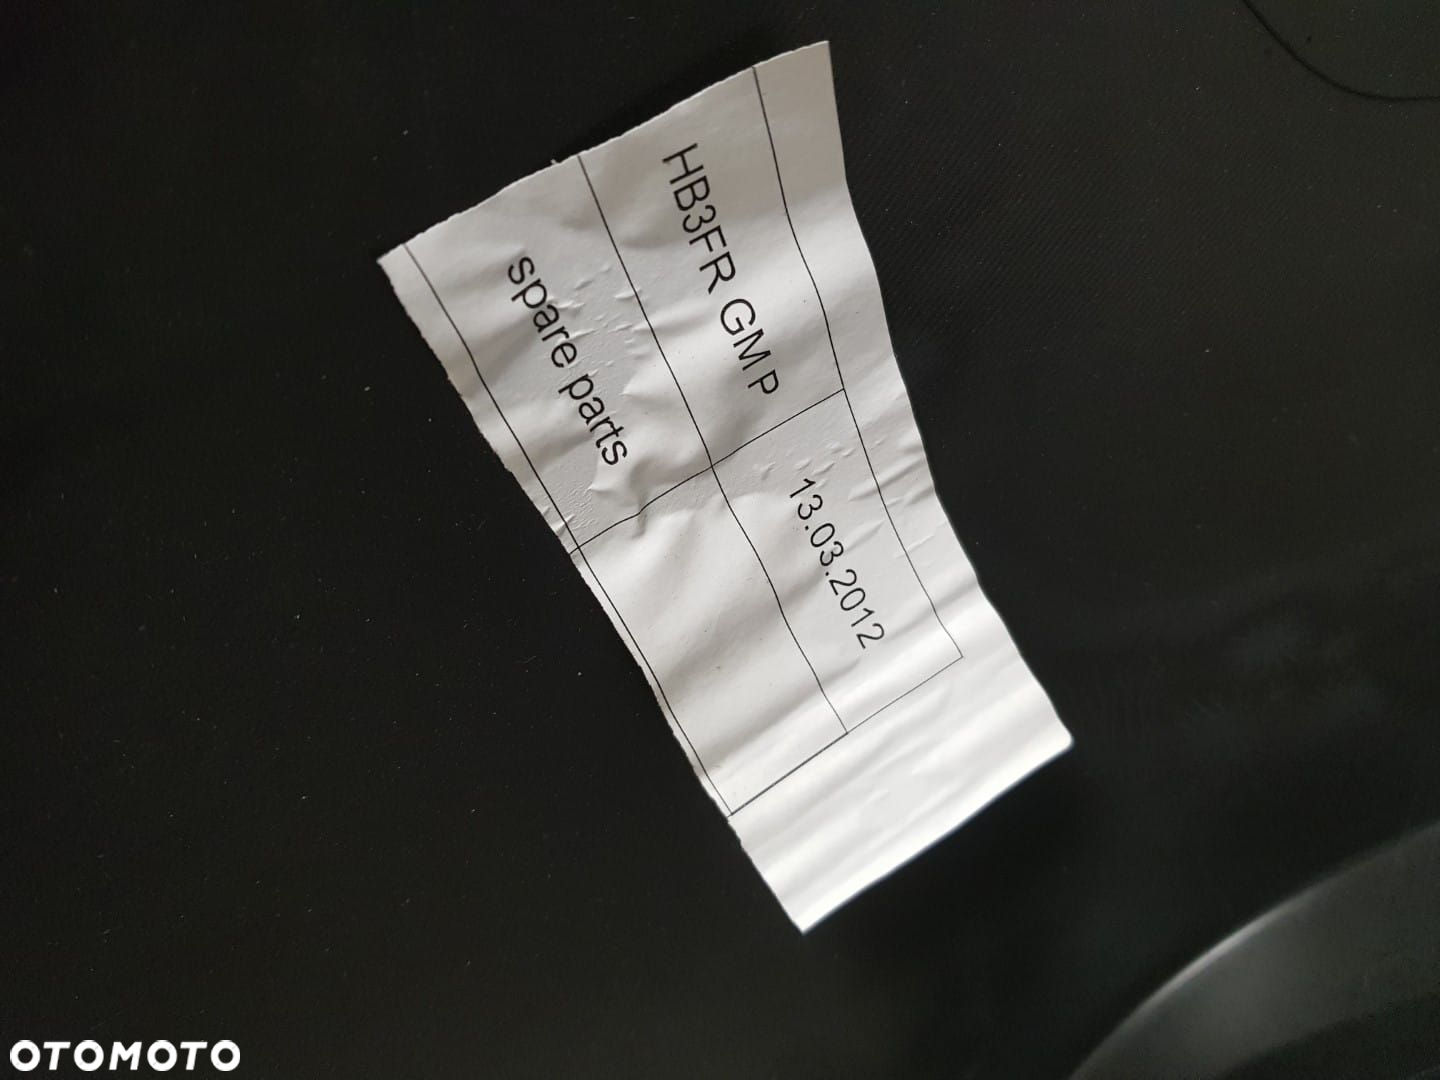 HB3FR GMP
13.03.2012
spare parts
OTOMOTO